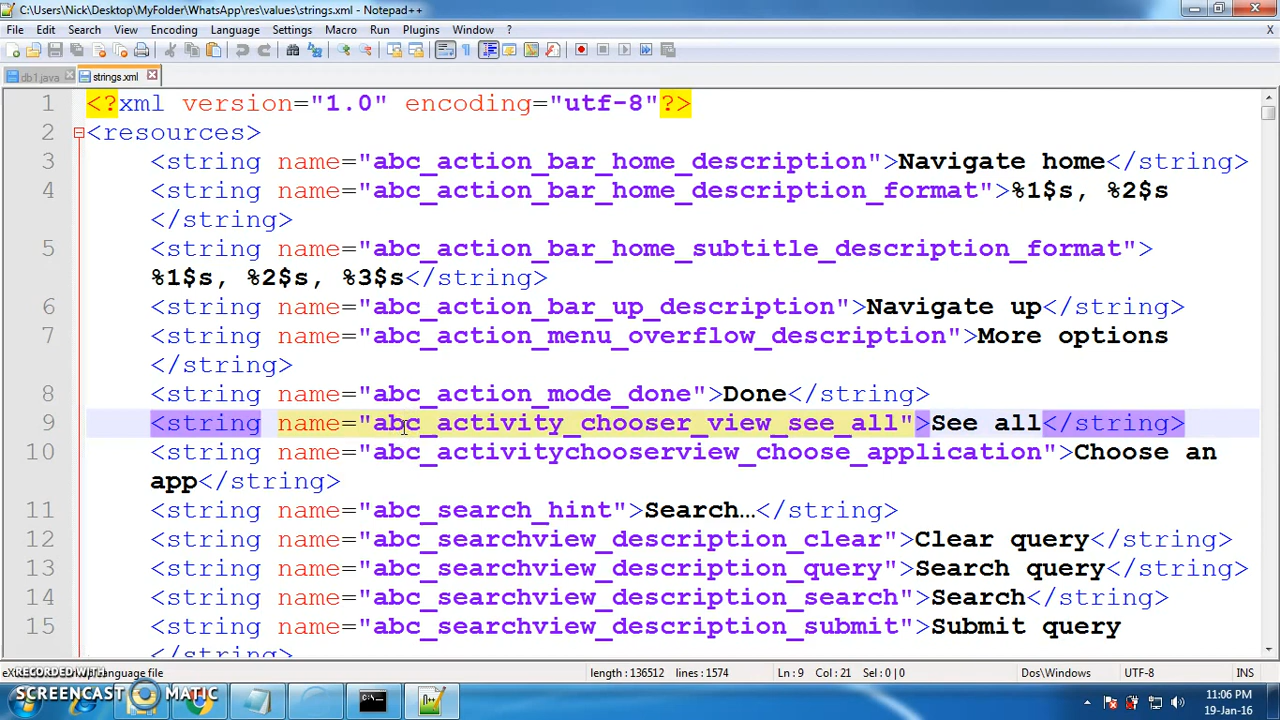 C:\Users\Nick\Desktop\MyFolder\WhatsApp\res\values\strings.xml - Notepad++
File Edit Search View Encoding Language Settings Macro Run Plugins Window ? X
db1.java strings.xml
1 <?xml version="1.0" encoding="utf-8"?>
2 <resources>
3 <string name="abc_action_bar_home_description">Navigate home</string>
4 <string name="abc_action_bar_home_description_format">%1$s, %2$s
</string>
5 <string name="abc_action_bar_home_subtitle_description_format">
%1$s, %2$s, %3$s</string>
6 <string name="abc_action_bar_up_description">Navigate up</string>
7 <string name="abc_action_menu_overflow_description">More options
</string>
8 <string name="abc_action_mode_done">Done</string>
9 <string name="abc_activity_chooser_view_see_all">See all</string>
10 <string name="abc_activitychooserview_choose_application">Choose an
app</string>
11 <string name="abc_search_hint">Search…</string>
12 <string name="abc_searchview_description_clear">Clear query</string>
13 <string name="abc_searchview_description_query">Search query</string>
14 <string name="abc_searchview_description_search">Search</string>
15 <string name="abc_searchview_description_submit">Submit query
</string>
language file length : 136512 lines : 1574 Ln : 9 Col : 21 Sel : 0 | 0 Dos\Windows UTF-8 INS
RECORDED WITH
SCREENCAST MATIC
11:06 PM
19-Jan-16